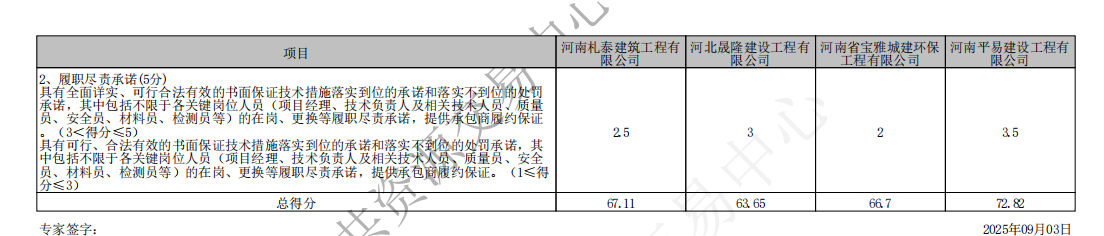 项目
河南札泰建筑工程有
限公司
河北晟隆建设工程有
限公司
河南省宝雅城建环保
工程有限公司
河南平易建设工程有
限公司
2、履职尽责承诺(5分)
具有全面详实、可行合法有效的书面保证技术措施落实到位的承诺和落实不到位的处罚
承诺，其中包括不限于各关键岗位人员（项目经理、技术负责人及相关技术人员、质量
员、安全员、材料员、检测员等）的在岗、更换等履职尽责承诺，提供承包商履约保证
。（3＜得分≤5）
具有可行、合法有效的书面保证技术措施落实到位的承诺和落实不到位的处罚承诺，其
中包括不限于各关键岗位人员（项目经理、技术负责人及相关技术人员、质量员、安全
员、材料员、检测员等）的在岗、更换等履职尽责承诺，提供承包商履约保证。（1≤得
分≤3）
2.5
3
2
3.5
总得分
67.11
63.65
66.7
72.82
专家签字：
2025年09月03日
共资源交易中心
易中心